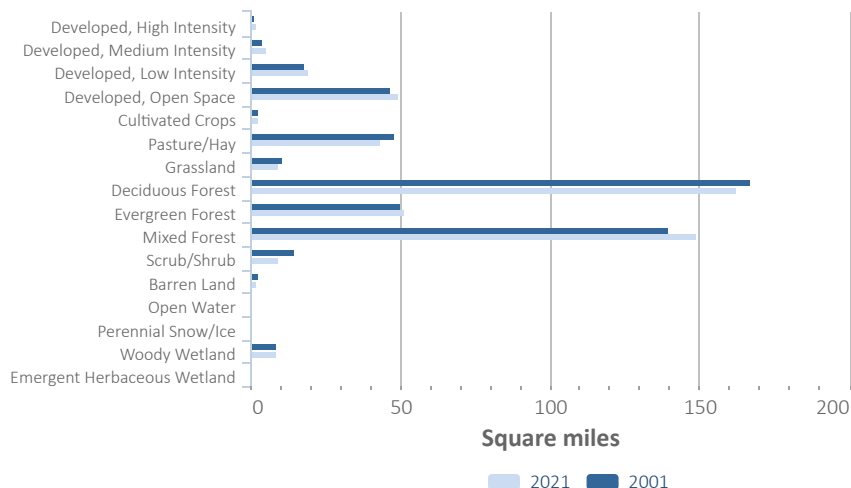 Developed, High Intensity
Developed, Medium Intensity
Developed, Low Intensity
Developed, Open Space
Cultivated Crops
Pasture/Hay
Grassland
Deciduous Forest
Evergreen Forest
Mixed Forest
Scrub/Shrub
Barren Land
Open Water
Perennial Snow/Ice
Woody Wetland
Emergent Herbaceous Wetland
0 50 100 150 200
Square miles
2021 2001